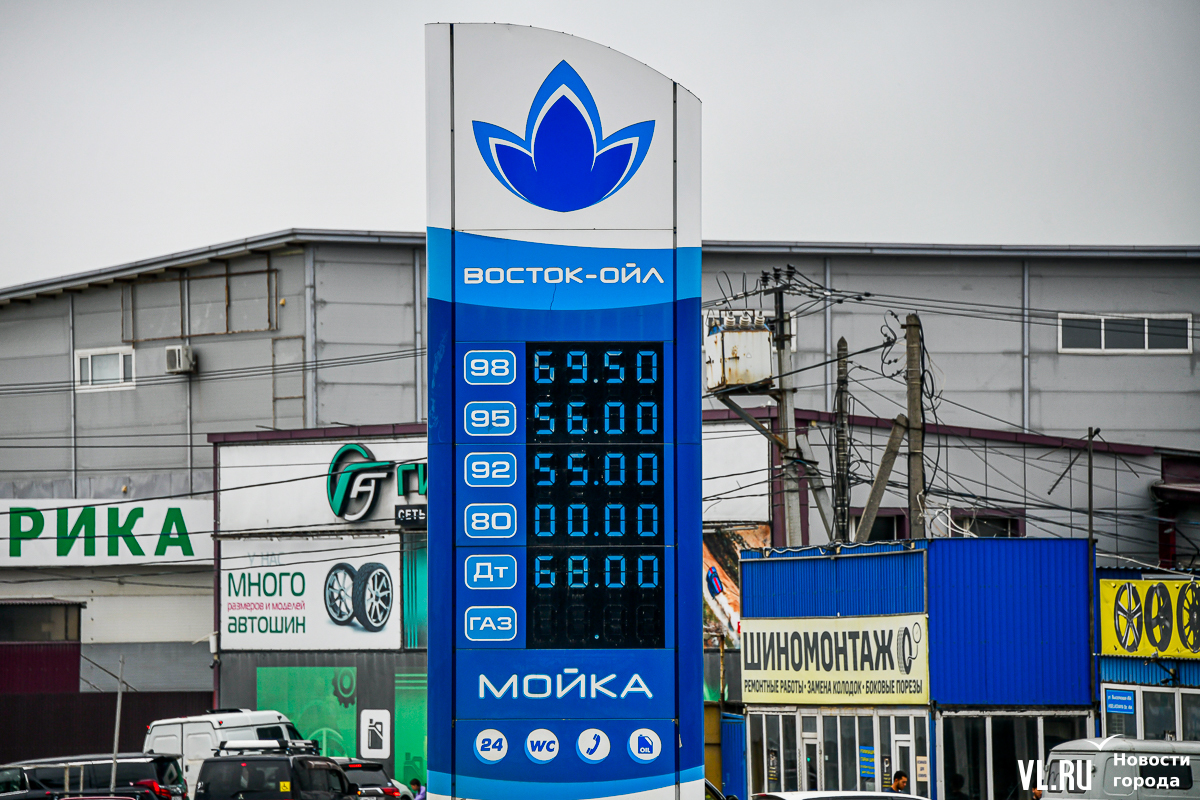 ВОСТОК-ОЙЛ
98 69.50
95 56.00
92 55.00
80 00.00
Дт 68.00
ГАЗ
МОЙКА
24 WC OIL
РИКА
ГА
СЕТЬ
У НАС
МНОГО
размеров и моделей
автошин
ШИНОМОНТАЖ
РЕМОНТНЫЕ РАБОТЫ · ЗАМЕНА КОЛОДОК · БОКОВЫЕ ПОРЕЗЫ
VL.RU Новости
города